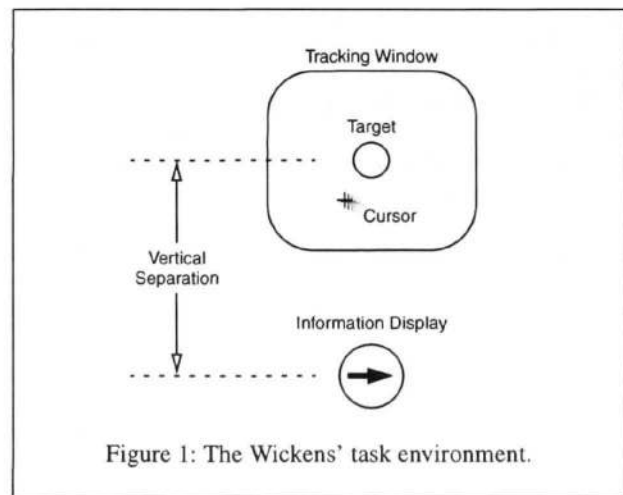 Tracking Window
Target
Cursor
Vertical
Separation
Information Display
Figure 1: The Wickens' task environment.